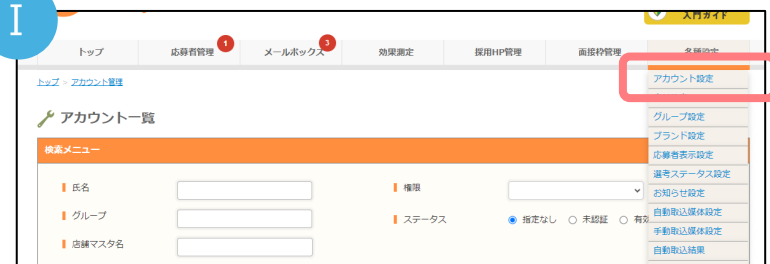 I
入門ガイド
トップ
応募者管理
1
メールボックス
3
効果測定
採用HP管理
面接枠管理
各種設定
トップ > アカウント管理
アカウント一覧
検索メニュー
氏名
権限
グループ
ステータス
指定なし
未認証
有効
店舗マスタ名
アカウント設定
グループ設定
ブランド設定
応募者表示設定
選考ステータス設定
お知らせ設定
自動取込媒体設定
手動取込媒体設定
自動取込結果